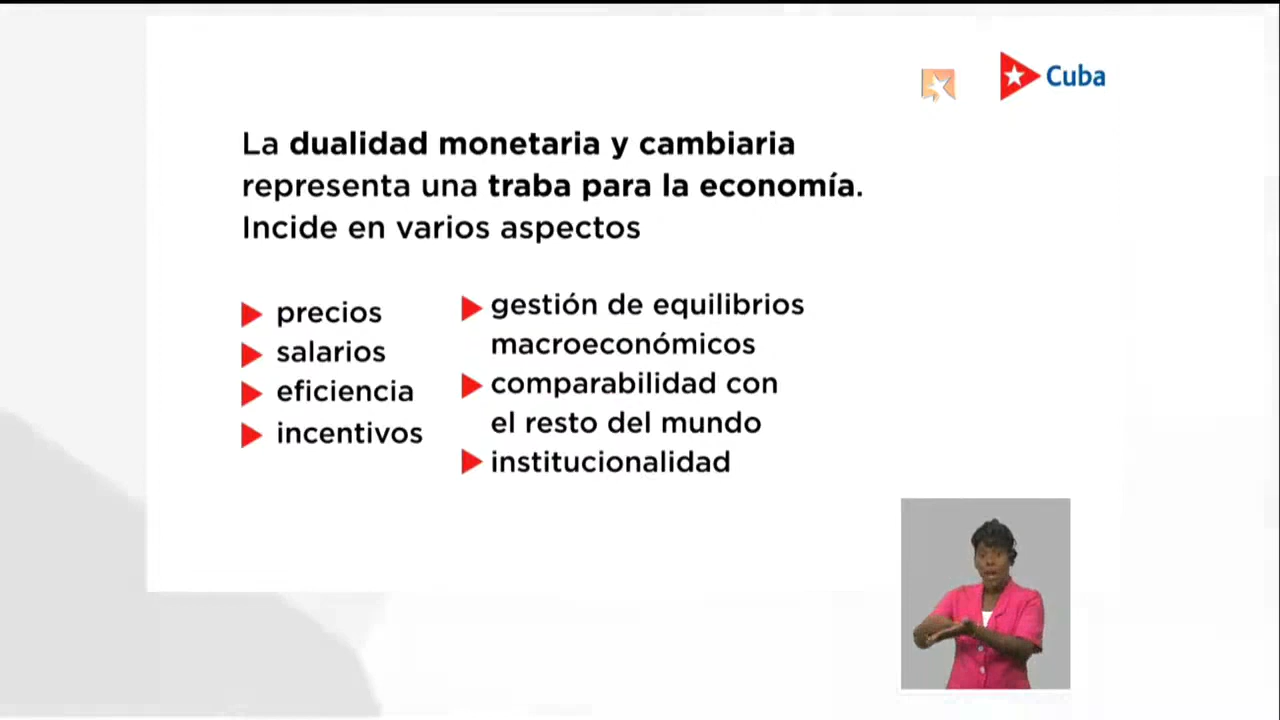 Cuba
La dualidad monetaria y cambiaria
representa una traba para la economía.
Incide en varios aspectos
precios
salarios
eficiencia
incentivos
gestión de equilibrios
macroeconómicos
comparabilidad con
el resto del mundo
institucionalidad